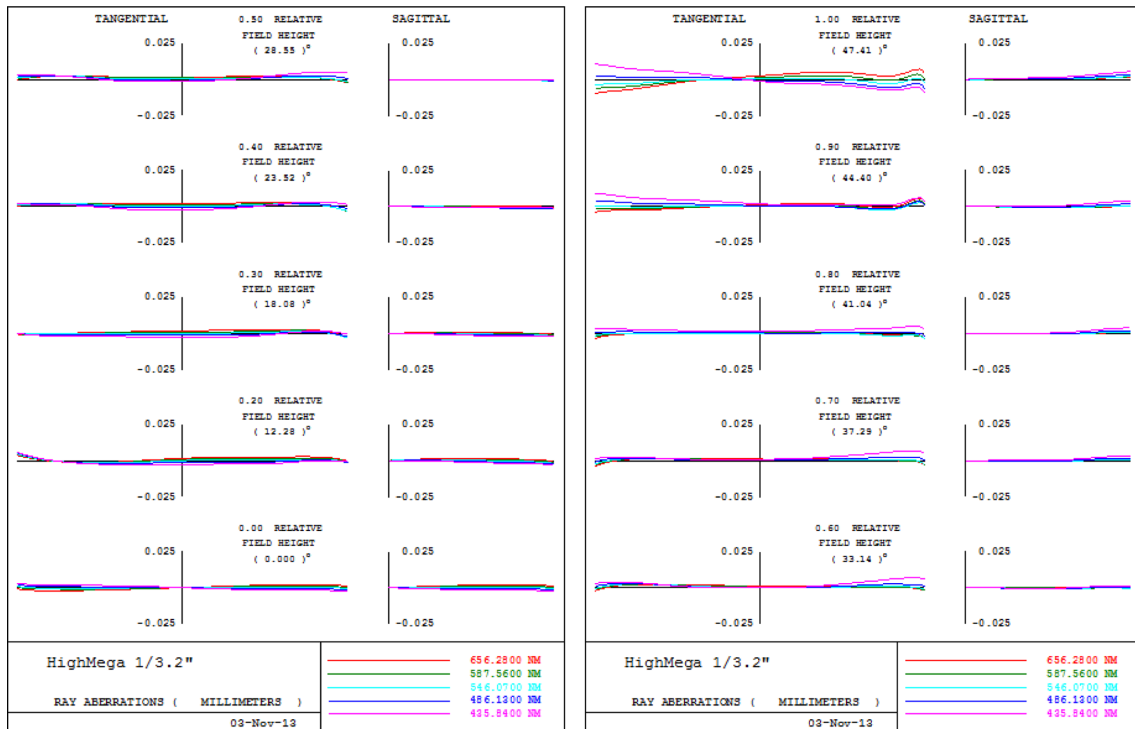 TANGENTIAL 0.50 RELATIVE SAGITTAL
FIELD HEIGHT
( 28.55 )°
0.025 0.025
-0.025 -0.025
0.40 RELATIVE
FIELD HEIGHT
( 23.52 )°
0.025 0.025
-0.025 -0.025
0.30 RELATIVE
FIELD HEIGHT
( 18.08 )°
0.025 0.025
-0.025 -0.025
0.20 RELATIVE
FIELD HEIGHT
( 12.28 )°
0.025 0.025
-0.025 -0.025
0.00 RELATIVE
FIELD HEIGHT
( 0.000 )°
0.025 0.025
-0.025 -0.025
HighMega 1/3.2"
RAY ABERRATIONS ( MILLIMETERS )
03-Nov-13
656.2800 NM
587.5600 NM
546.0700 NM
486.1300 NM
435.8400 NM
TANGENTIAL 1.00 RELATIVE SAGITTAL
FIELD HEIGHT
( 47.41 )°
0.025 0.025
-0.025 -0.025
0.90 RELATIVE
FIELD HEIGHT
( 44.40 )°
0.025 0.025
-0.025 -0.025
0.80 RELATIVE
FIELD HEIGHT
( 41.04 )°
0.025 0.025
-0.025 -0.025
0.70 RELATIVE
FIELD HEIGHT
( 37.29 )°
0.025 0.025
-0.025 -0.025
0.60 RELATIVE
FIELD HEIGHT
( 33.14 )°
0.025 0.025
-0.025 -0.025
HighMega 1/3.2"
RAY ABERRATIONS ( MILLIMETERS )
03-Nov-13
656.2800 NM
587.5600 NM
546.0700 NM
486.1300 NM
435.8400 NM